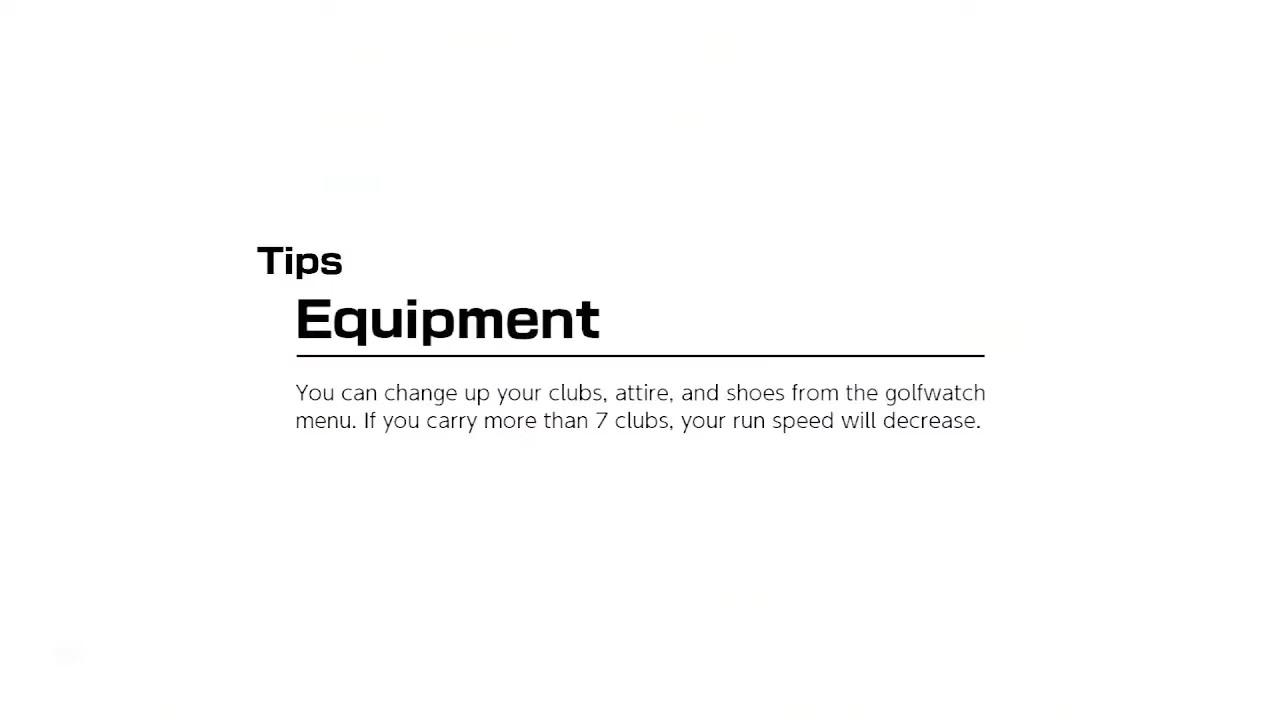 Tips
Equipment
You can change up your clubs, attire, and shoes from the golfwatch
menu. If you carry more than 7 clubs, your run speed will decrease.